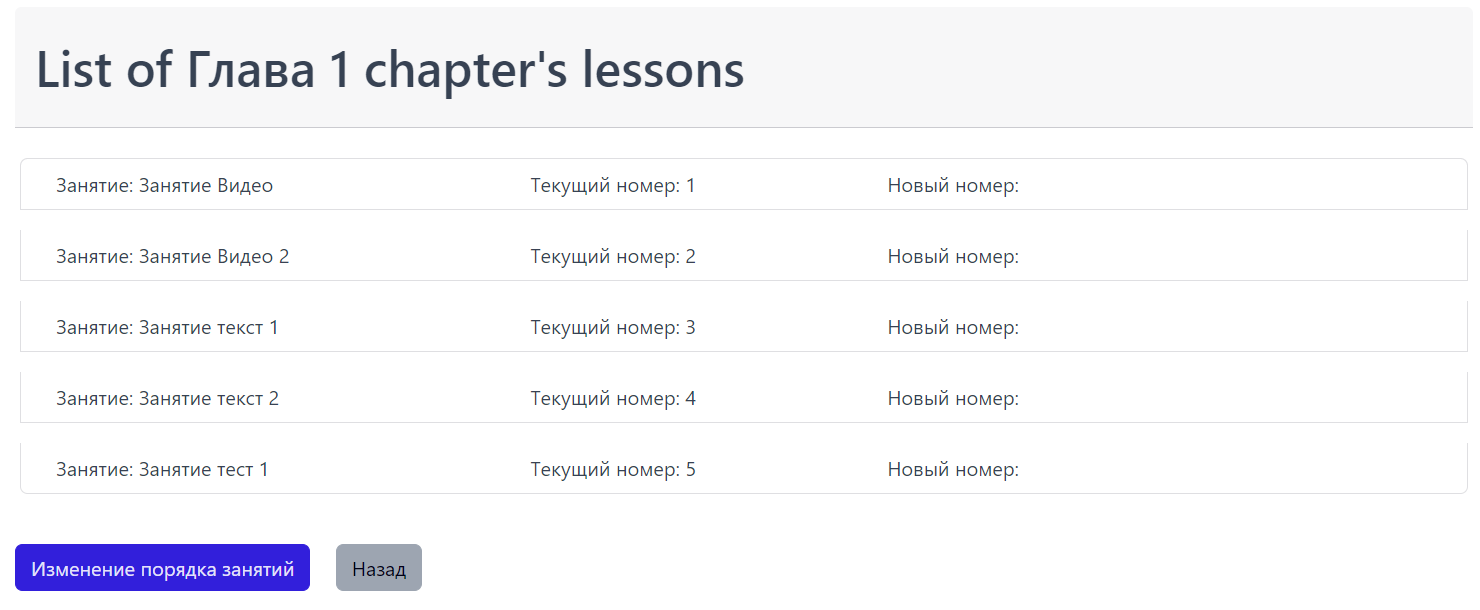 List of Глава 1 chapter's lessons
Занятие: Занятие Видео Текущий номер: 1 Новый номер:
Занятие: Занятие Видео 2 Текущий номер: 2 Новый номер:
Занятие: Занятие текст 1 Текущий номер: 3 Новый номер:
Занятие: Занятие текст 2 Текущий номер: 4 Новый номер:
Занятие: Занятие тест 1 Текущий номер: 5 Новый номер:
Изменение порядка занятий Назад